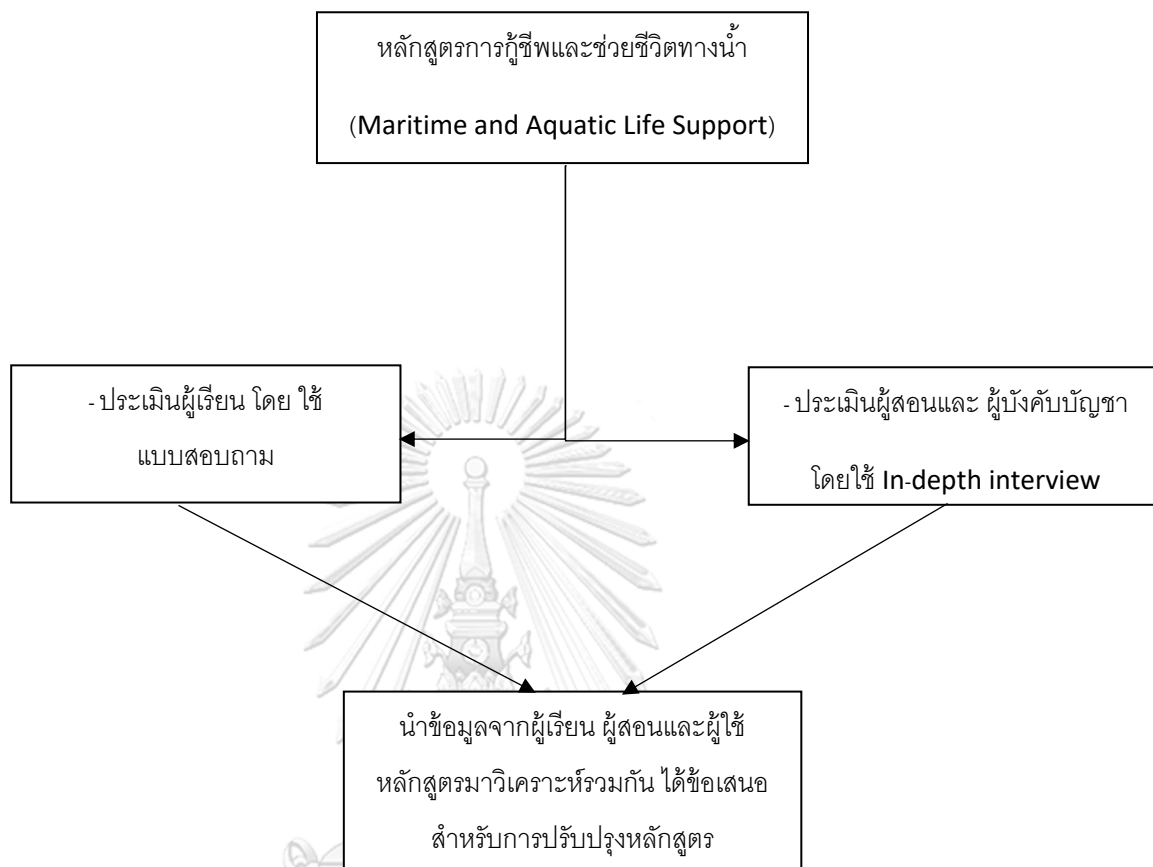 หลักสูตรการกู้ชีพและช่วยชีวิตทางน้ำ
(Maritime and Aquatic Life Support)
- ประเมินผู้เรียน โดย ใช้
แบบสอบถาม
- ประเมินผู้สอนและ ผู้บังคับบัญชา
โดยใช้ In-depth interview
นำข้อมูลจากผู้เรียน ผู้สอนและผู้ใช้
หลักสูตรมาวิเคราะห์รวมกัน ได้ข้อเสนอ
สำหรับการปรับปรุงหลักสูตร